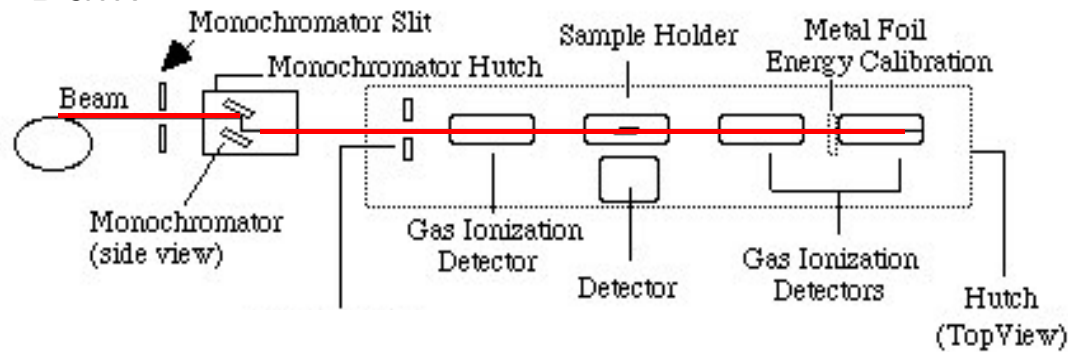 Monochromator Slit
Sample Holder
Metal Foil
Energy Calibration
Monochromator Hutch
Beam
Monochromator
(side view)
Gas Ionization
Detector
Detector
Gas Ionization
Detectors
Hutch
(TopView)